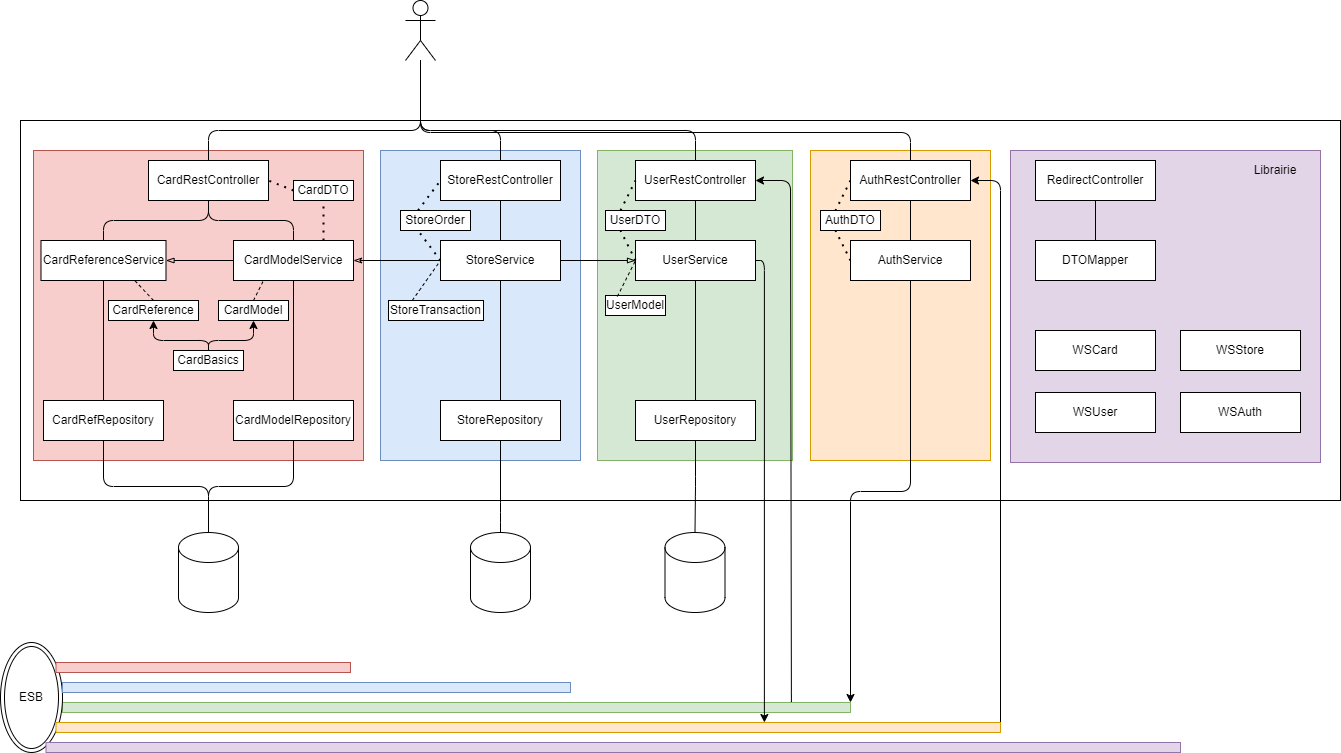 CardRestController
CardDTO
CardReferenceService
CardModelService
CardReference
CardModel
CardBasics
CardRefRepository
CardModelRepository
StoreRestController
StoreOrder
StoreService
StoreTransaction
StoreRepository
UserRestController
UserDTO
UserService
UserModel
UserRepository
AuthRestController
AuthDTO
AuthService
Librairie
RedirectController
DTOMapper
WSCard
WSStore
WSUser
WSAuth
ESB